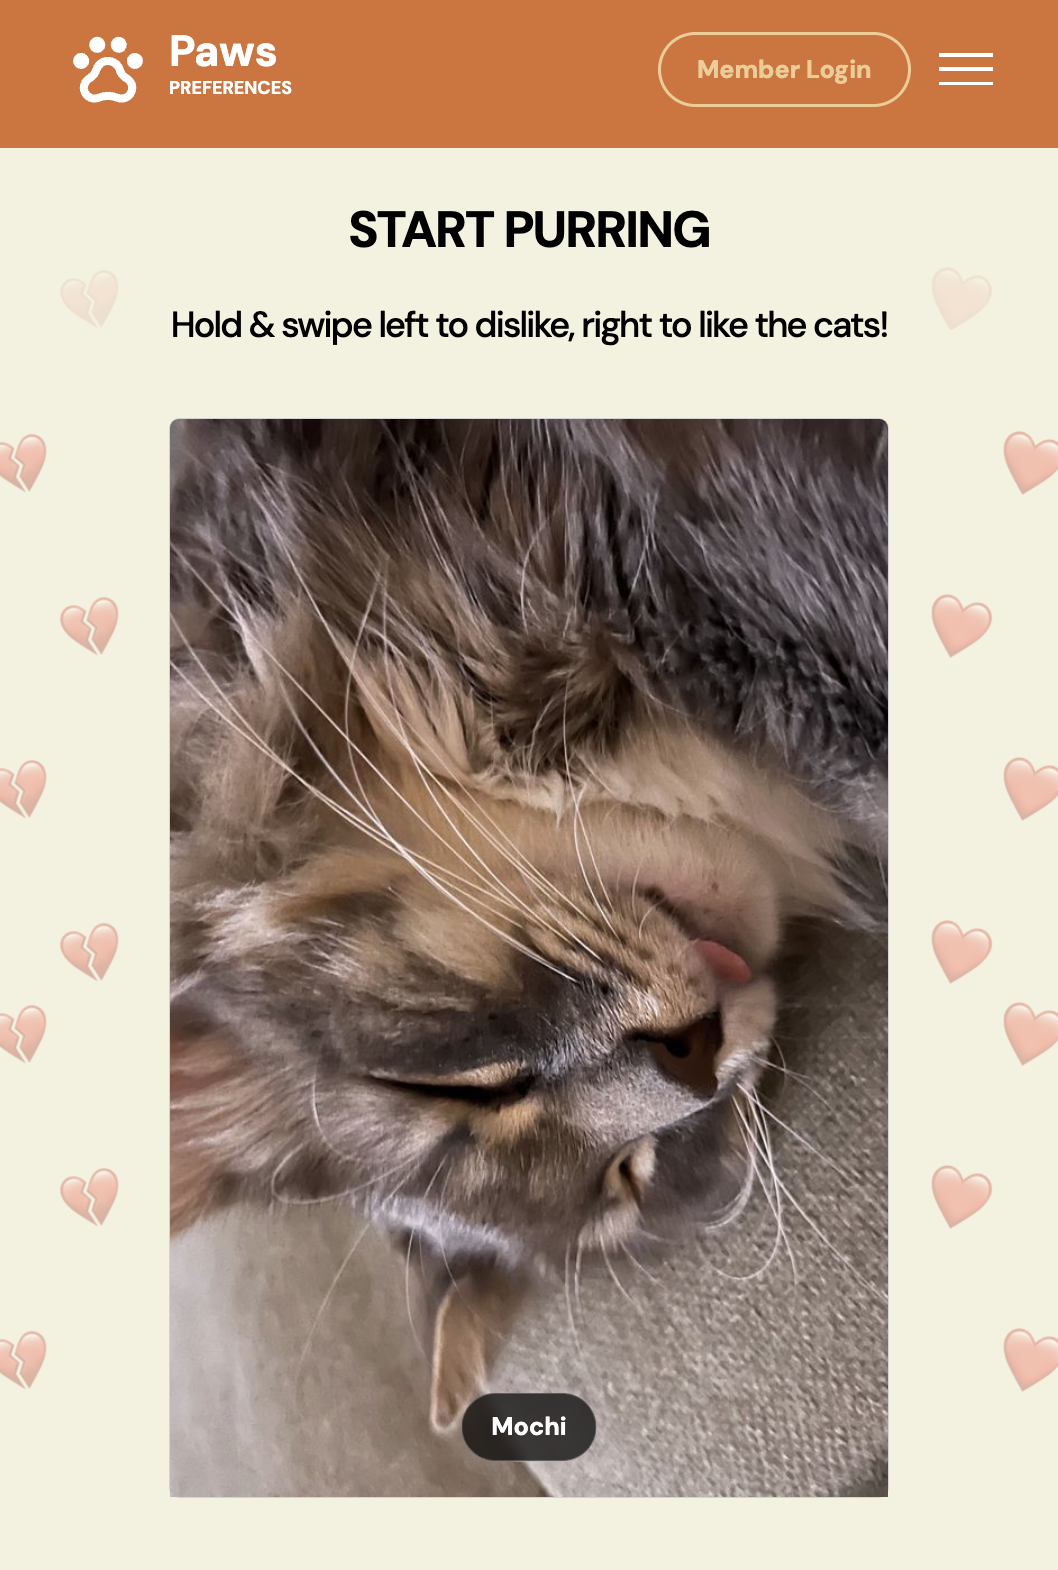 Paws
PREFERENCES
Member Login
START PURRING
Hold & swipe left to dislike, right to like the cats!
Mochi